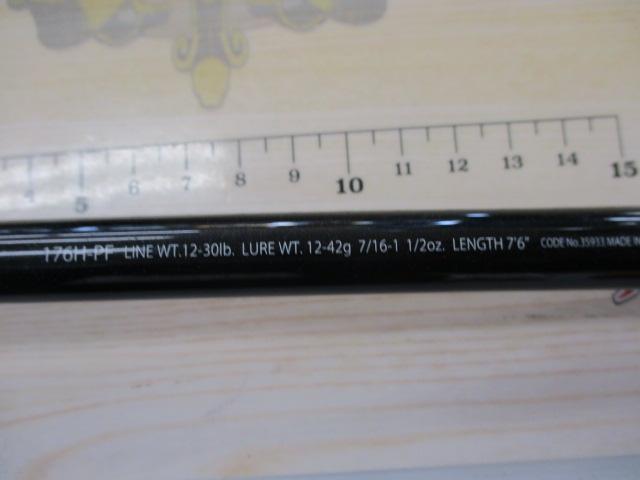 4 5 6 7 8 9 10 11 12 13 14 15
176H-PF LINE WT.12-30lb. LURE WT. 12-42g 7/16-1 1/2oz. LENGTH 7'6" CODE No.35933 MADE IN